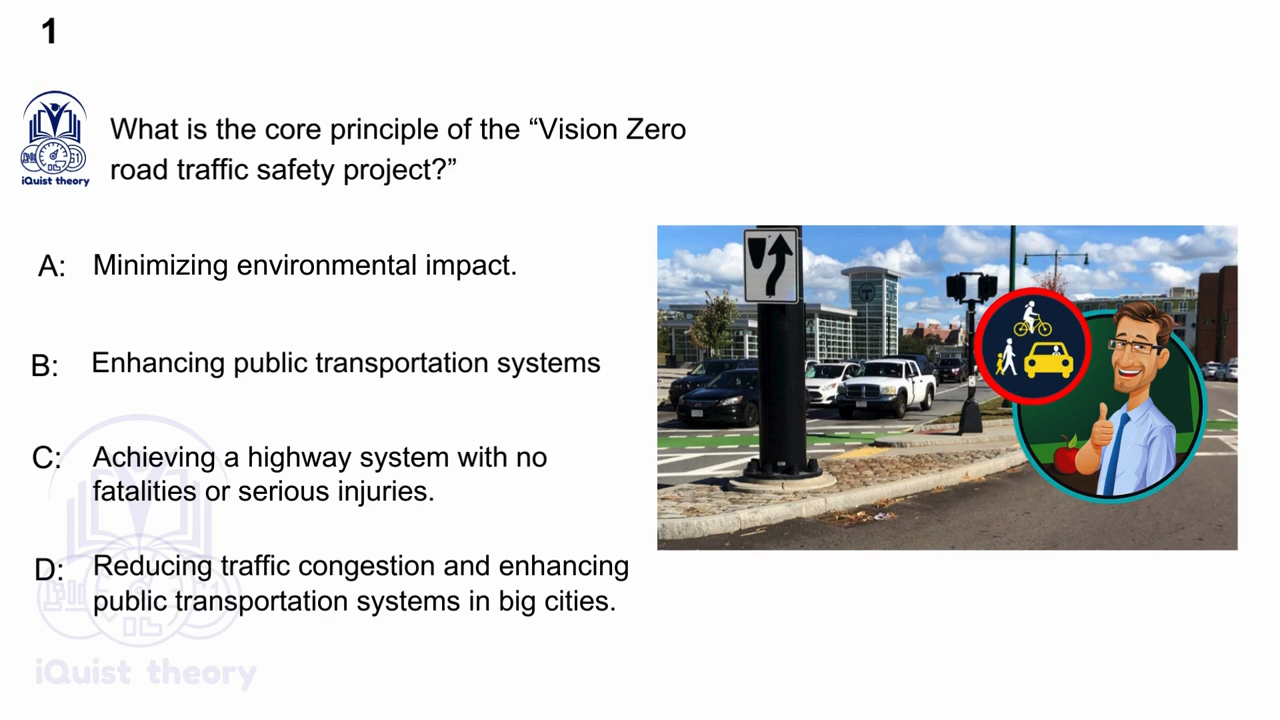 1
iQuist theory
What is the core principle of the “Vision Zero
road traffic safety project?”
A: Minimizing environmental impact.
B: Enhancing public transportation systems
C: Achieving a highway system with no
fatalities or serious injuries.
D: Reducing traffic congestion and enhancing
public transportation systems in big cities.
iQuist theory